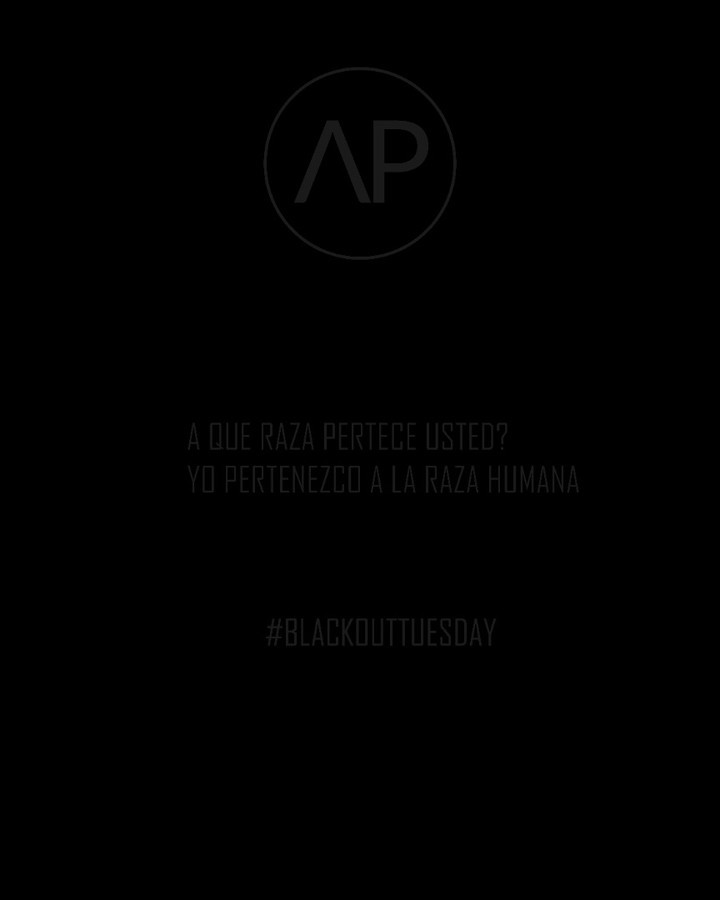 ΛP
A QUE RAZA PERTECE USTED?
YO PERTENEZCO A LA RAZA HUMANA
#BLACKOUTTUESDAY